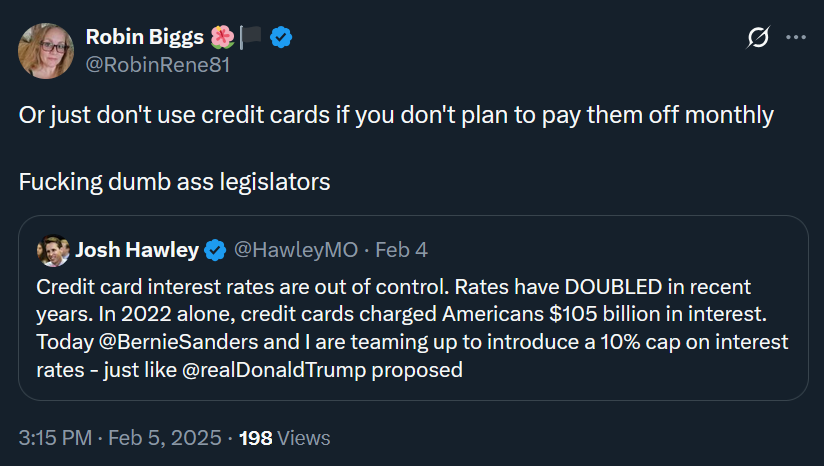 Robin Biggs 🌺🏴
@RobinRene81
Or just don't use credit cards if you don't plan to pay them off monthly
Fucking dumb ass legislators
Josh Hawley @HawleyMO · Feb 4
Credit card interest rates are out of control. Rates have DOUBLED in recent
years. In 2022 alone, credit cards charged Americans $105 billion in interest.
Today @BernieSanders and I are teaming up to introduce a 10% cap on interest
rates - just like @realDonaldTrump proposed
3:15 PM · Feb 5, 2025 · 198 Views